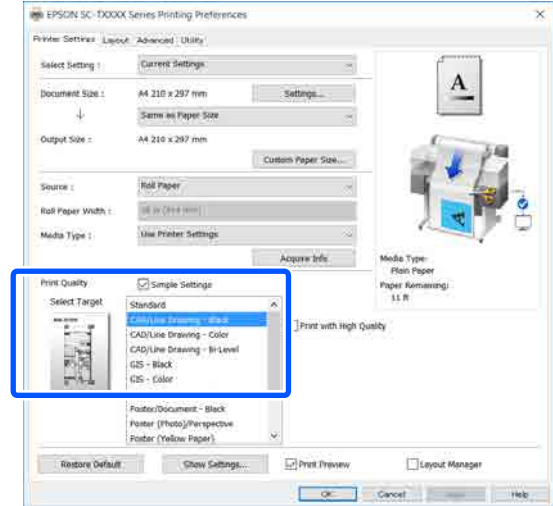 EPSON SC-TXXXX Series Printing Preferences
Printer Settings Layout Advanced Utility
Select Setting : Current Settings
Document Size : A4 210 x 297 mm Settings...
Same as Paper Size
Output Size : A4 210 x 297 mm
Custom Paper Size...
Source : Roll Paper
Roll Paper Width :
Media Type : Use Printer Settings
Acquire Info
A
Media Type:
Plain Paper
Paper Remaining:
11 ft
Print Quality Simple Settings
Select Target
Standard
CAD/Line Drawing - Black
CAD/Line Drawing - Color
CAD/Line Drawing - Bi-Level
GIS - Black
GIS - Color
Poster/Document - Black
Poster (Photo)/Perspective
Poster (Yellow Paper)
Print with High Quality
Restore Default Show Settings... Print Preview Layout Manager
OK Cancel Help